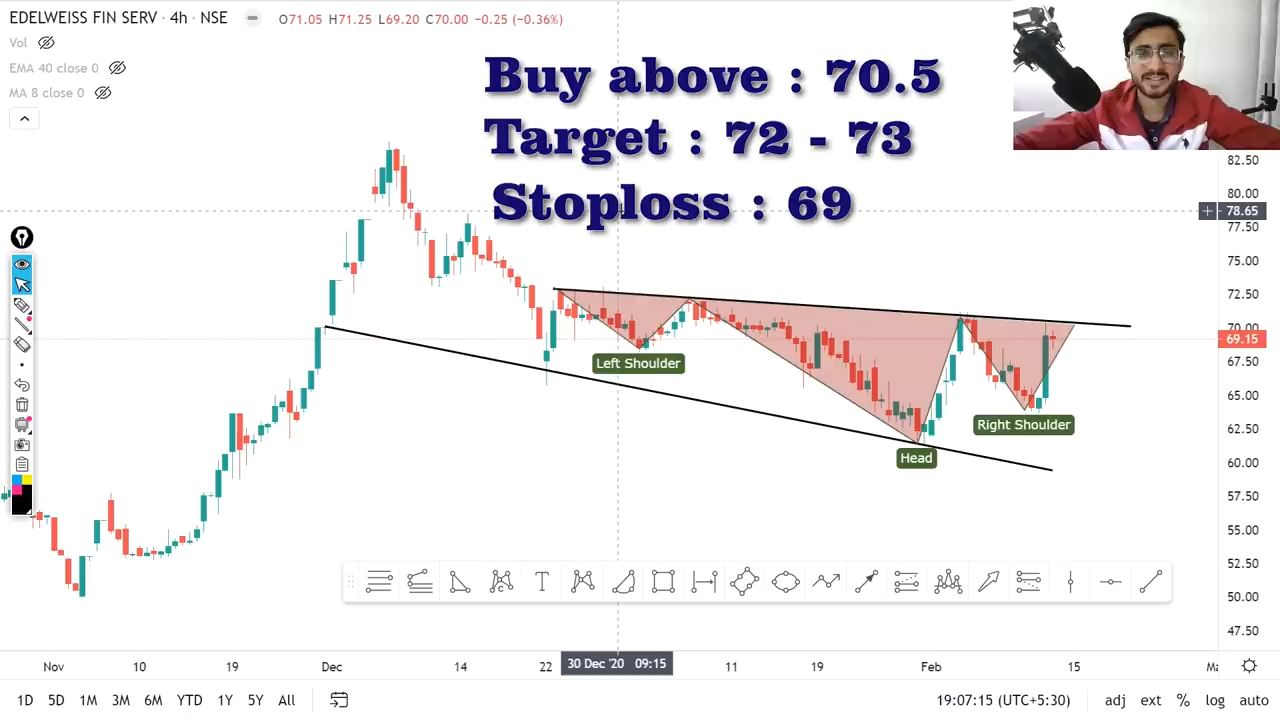 EDELWEISS FIN SERV · 4h · NSE O71.05 H71.25 L69.20 C70.00 −0.25 (−0.36%)
Vol
EMA 40 close 0
MA 8 close 0
Buy above : 70.5
Target : 72 - 73
Stoploss : 69
82.50
80.00
78.65
77.50
75.00
72.50
70.00
69.15
67.50
65.00
62.50
60.00
57.50
55.00
52.50
50.00
47.50
Left Shoulder
Right Shoulder
Head
Nov 10 19 Dec 14 22 30 Dec '20 09:15 11 19 Feb 15
1D 5D 1M 3M 6M YTD 1Y 5Y All 19:07:15 (UTC+5:30) adj ext % log auto